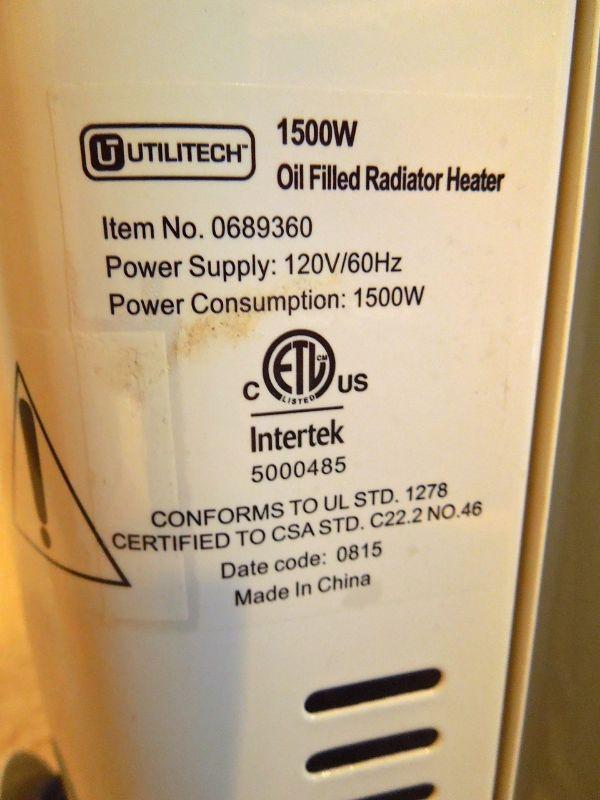 UTILITECH™
1500W
Oil Filled Radiator Heater
Item No. 0689360
Power Supply: 120V/60Hz
Power Consumption: 1500W
C ETL CM US
LISTED
Intertek
5000485
CONFORMS TO UL STD. 1278
CERTIFIED TO CSA STD. C22.2 NO.46
Date code: 0815
Made In China